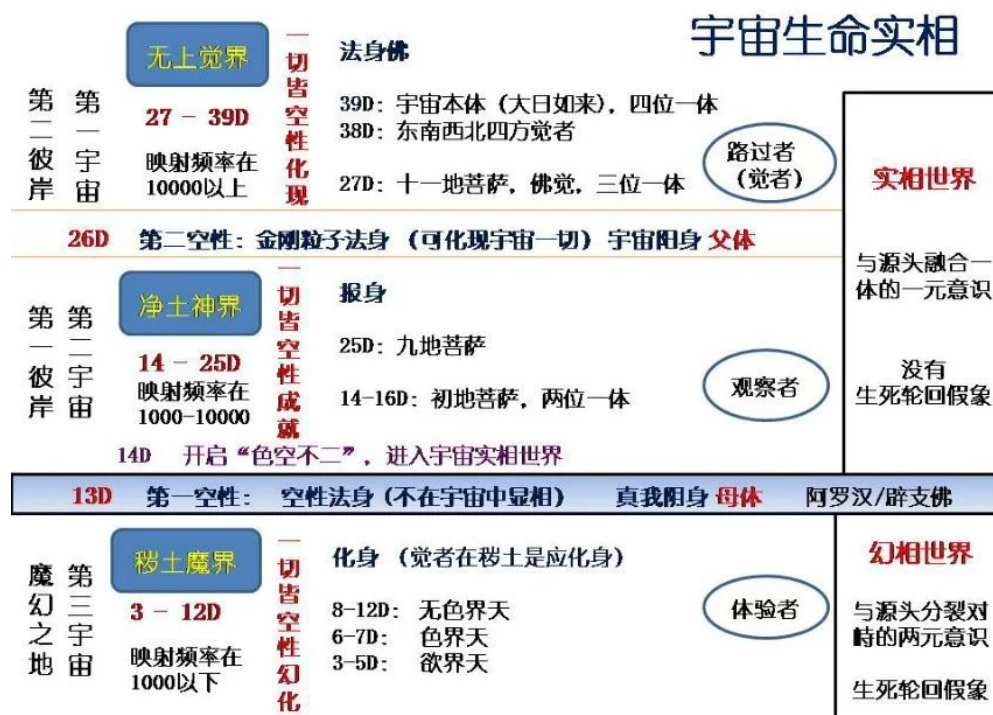 宇宙生命实相
第二彼岸
第一宇宙
无上觉界
27 - 39D
映射频率在
10000以上
一切皆空性化现
法身佛
39D: 宇宙本体 (大日如来), 四位一体
38D: 东南西北四方觉者
27D: 十一地菩萨, 佛觉, 三位一体
路过者
(觉者)
26D 第二空性: 金刚粒子法身 (可化现宇宙一切) 宇宙阳身 父体
第一彼岸
第二宇宙
净土神界
14 - 25D
映射频率在
1000-10000
一切皆空性成就
报身
25D: 九地菩萨
14-16D: 初地菩萨, 两位一体
观察者
14D 开启“色空不二”, 进入宇宙实相世界
实相世界
与源头融合一
体的一元意识
没有
生死轮回假象
13D 第一空性: 空性法身 (不在宇宙中显相) 真我阴身 母体 阿罗汉/辟支佛
魔幻之地
第三宇宙
秽土魔界
3 - 12D
映射频率在
1000以下
一切皆空性幻化
化身 (觉者在秽土是应化身)
8-12D: 无色界天
6-7D: 色界天
3-5D: 欲界天
体验者
幻相世界
与源头分裂对
峙的两元意识
生死轮回假象